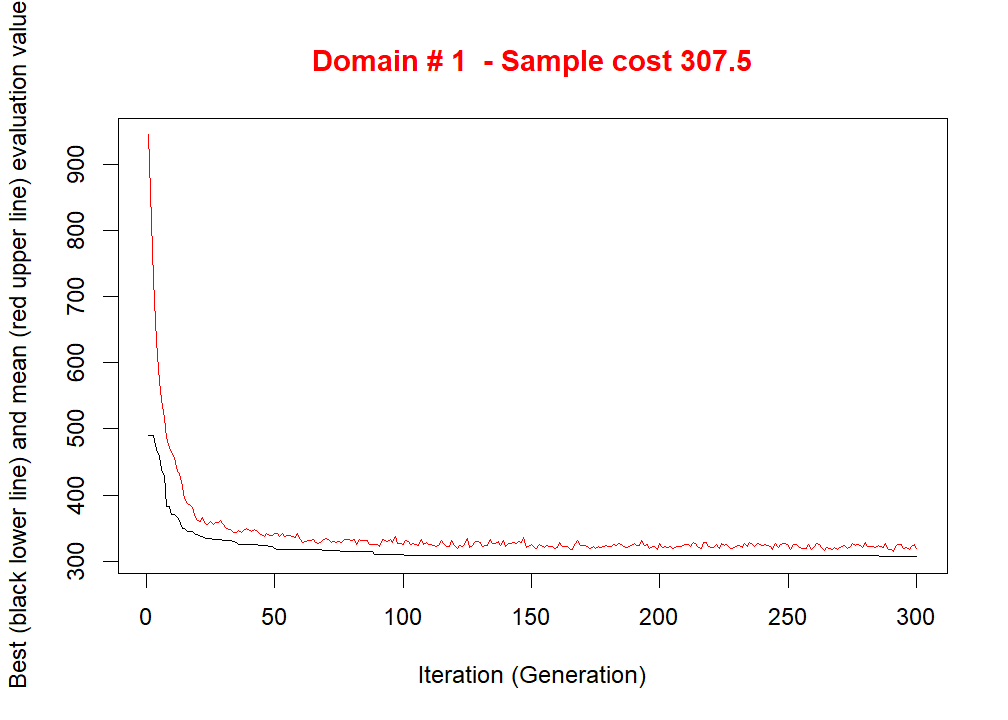 Domain # 1  - Sample cost 307.5
Best (black lower line) and mean (red upper line) evaluation value
900
800
700
600
500
400
300
0 50 100 150 200 250 300
Iteration (Generation)